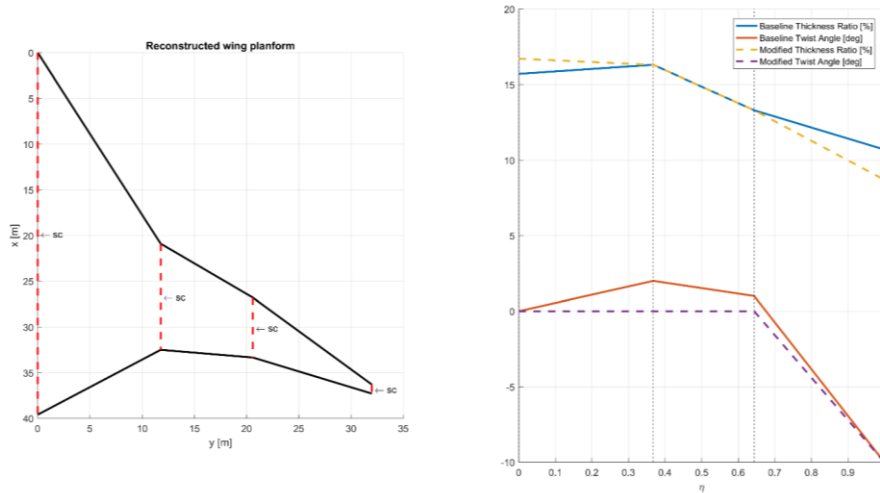 Reconstructed wing planform
0
5
10
15
20
25
30
35
40
x [m]
← sc
← sc
← sc
← sc
0 5 10 15 20 25 30 35
y [m]
20
15
10
5
0
-5
-10
Baseline Thickness Ratio [%]
Baseline Twist Angle [deg]
Modified Thickness Ratio [%]
Modified Twist Angle [deg]
0 0.1 0.2 0.3 0.4 0.5 0.6 0.7 0.8 0.9
η